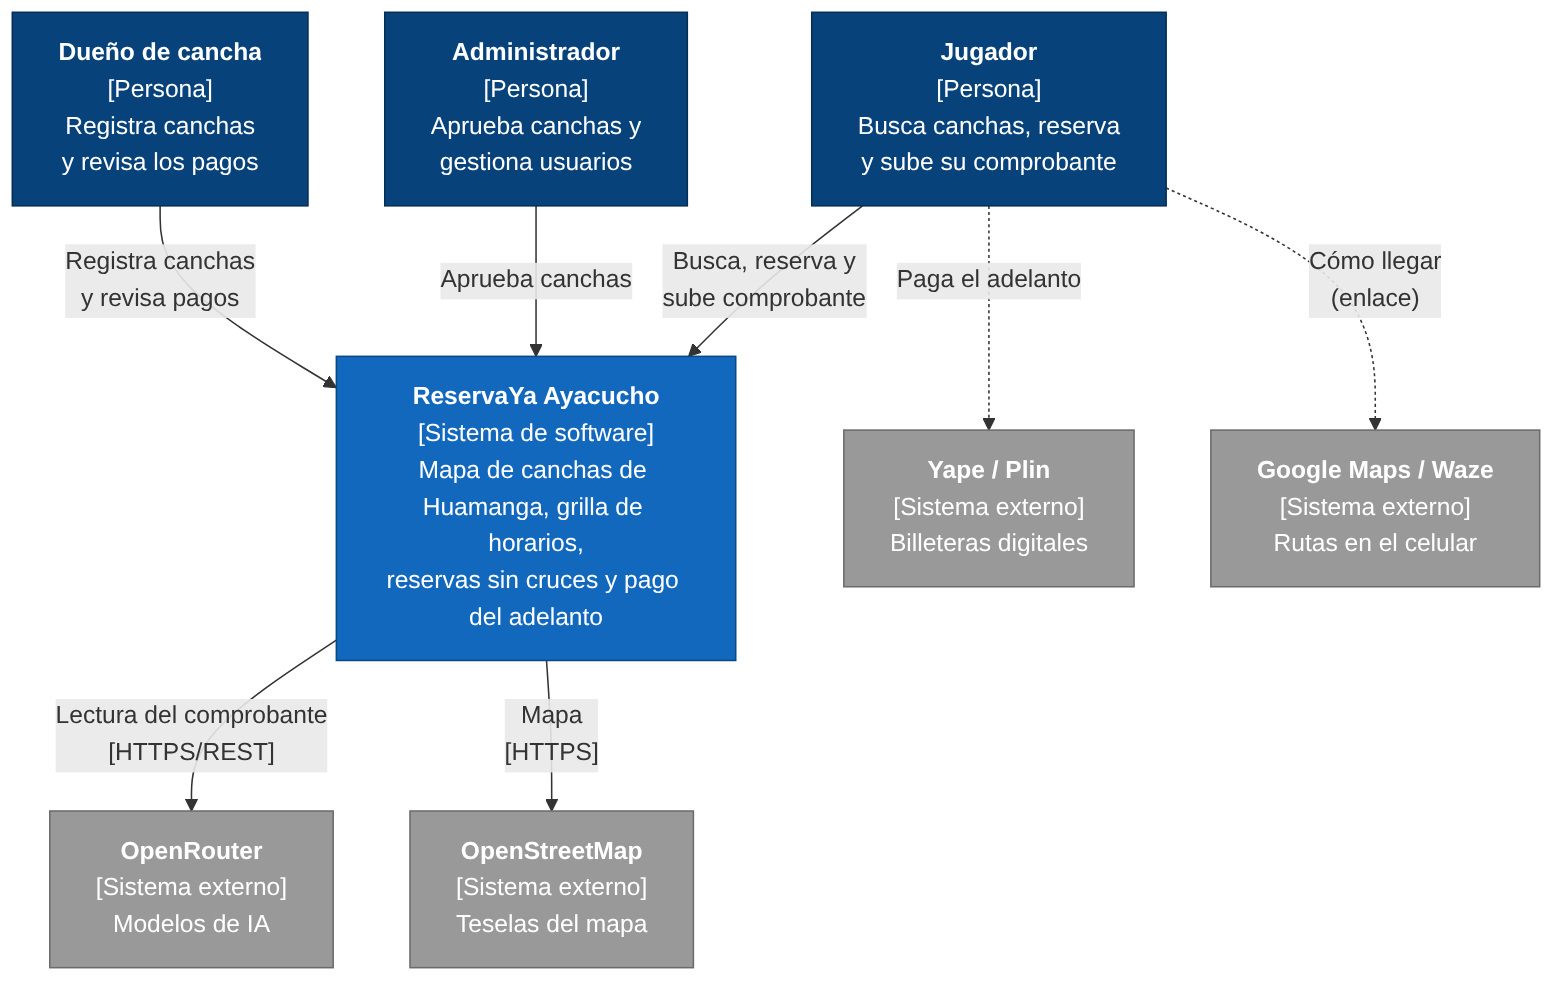 Dueño de cancha
[Persona]
Registra canchas
y revisa los pagos
Administrador
[Persona]
Aprueba canchas y
gestiona usuarios
Jugador
[Persona]
Busca canchas, reserva
y sube su comprobante
Registra canchas
y revisa pagos
Aprueba canchas
Busca, reserva y
sube comprobante
Paga el adelanto
Cómo llegar
(enlace)
ReservaYa Ayacucho
[Sistema de software]
Mapa de canchas de
Huamanga, grilla de
horarios,
reservas sin cruces y pago
del adelanto
Yape / Plin
[Sistema externo]
Billeteras digitales
Google Maps / Waze
[Sistema externo]
Rutas en el celular
Lectura del comprobante
[HTTPS/REST]
Mapa
[HTTPS]
OpenRouter
[Sistema externo]
Modelos de IA
OpenStreetMap
[Sistema externo]
Teselas del mapa